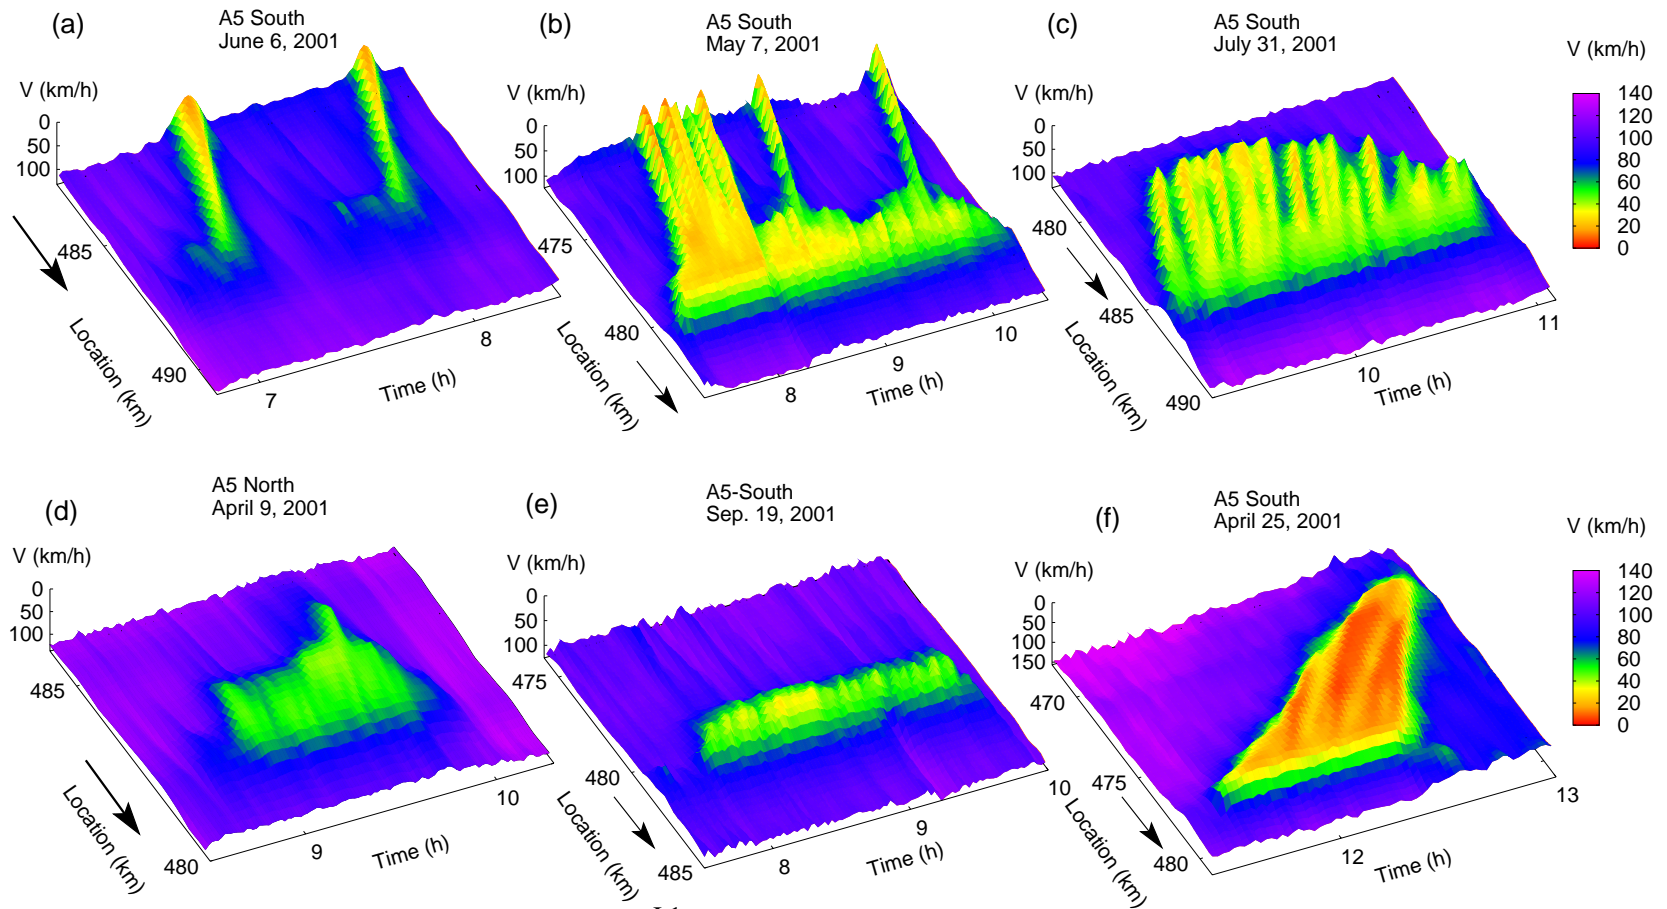 (a)
A5 South
June 6, 2001
V (km/h)
0
50
100
485
490
Location (km)
7
8
Time (h)
(b)
A5 South
May 7, 2001
V (km/h)
0
50
100
475
480
Location (km)
8
9
10
Time (h)
(c)
A5 South
July 31, 2001
V (km/h)
0
50
100
480
485
490
Location (km)
10
11
Time (h)
V (km/h)
140
120
100
80
60
40
20
0
(d)
A5 North
April 9, 2001
V (km/h)
0
50
100
485
480
Location (km)
9
10
Time (h)
(e)
A5-South
Sep. 19, 2001
V (km/h)
0
50
100
475
480
485
Location (km)
8
9
10
Time (h)
(f)
A5 South
April 25, 2001
V (km/h)
0
50
100
150
470
475
480
Location (km)
12
13
Time (h)
V (km/h)
140
120
100
80
60
40
20
0